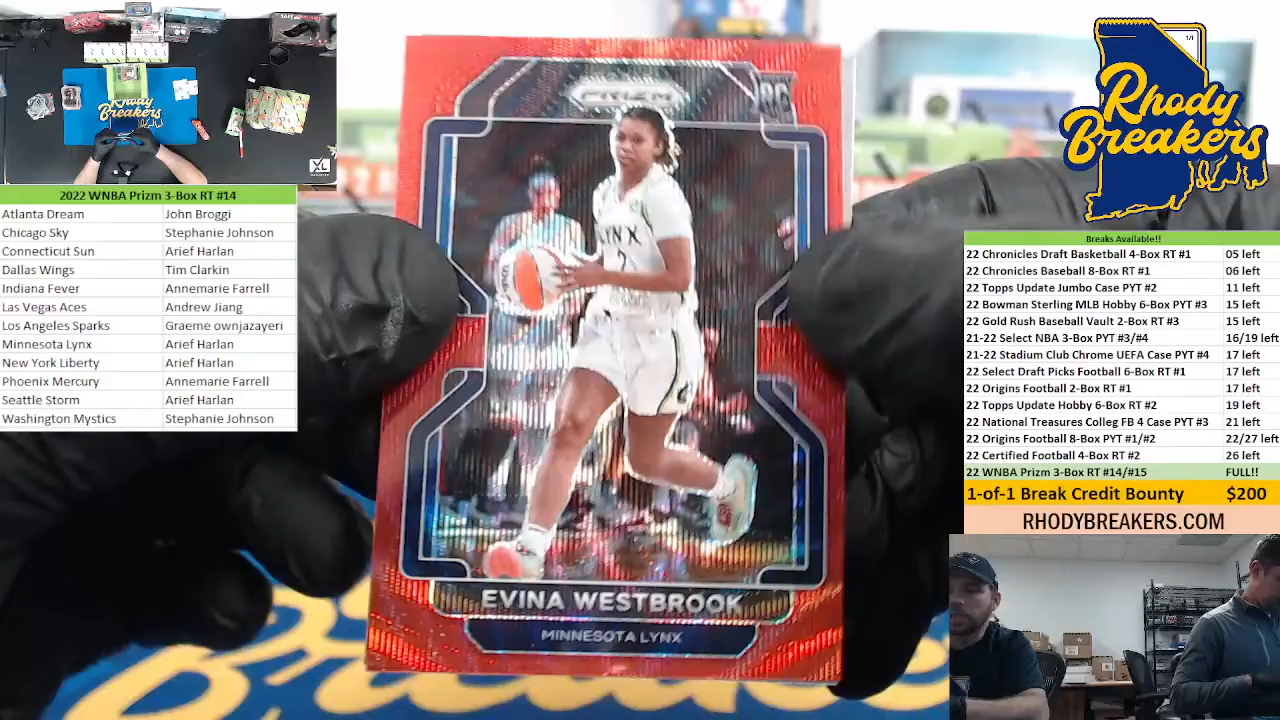 2022 WNBA Prizm 3-Box RT #14
Atlanta Dream John Broggi
Chicago Sky Stephanie Johnson
Connecticut Sun Arief Harlan
Dallas Wings Tim Clarkin
Indiana Fever Annemarie Farrell
Las Vegas Aces Andrew Jiang
Los Angeles Sparks Graeme ownjazayeri
Minnesota Lynx Arief Harlan
New York Liberty Arief Harlan
Phoenix Mercury Annemarie Farrell
Seattle Storm Arief Harlan
Washington Mystics Stephanie Johnson
Rhody
Breakers
XL
PRIZM
RC
LYNX
EVINA WESTBROOK
MINNESOTA LYNX
1/1
Rhody
Breakers
Breaks Available!!
22 Chronicles Draft Basketball 4-Box RT #1 05 left
22 Chronicles Baseball 8-Box RT #1 06 left
22 Topps Update Jumbo Case PYT #2 11 left
22 Bowman Sterling MLB Hobby 6-Box PYT #3 15 left
22 Gold Rush Baseball Vault 2-Box RT #3 15 left
21-22 Select NBA 3-Box PYT #3/#4 16/19 left
21-22 Stadium Club Chrome UEFA Case PYT #4 17 left
22 Select Draft Picks Football 6-Box RT #1 17 left
22 Origins Football 2-Box RT #1 17 left
22 Topps Update Hobby 6-Box RT #2 19 left
22 National Treasures Colleg FB 4 Case PYT #3 21 left
22 Origins Football 8-Box PYT #1/#2 22/27 left
22 Certified Football 4-Box RT #2 26 left
22 WNBA Prizm 3-Box RT #14/#15 FULL!!
1-of-1 Break Credit Bounty $200
RHODYBREAKERS.COM